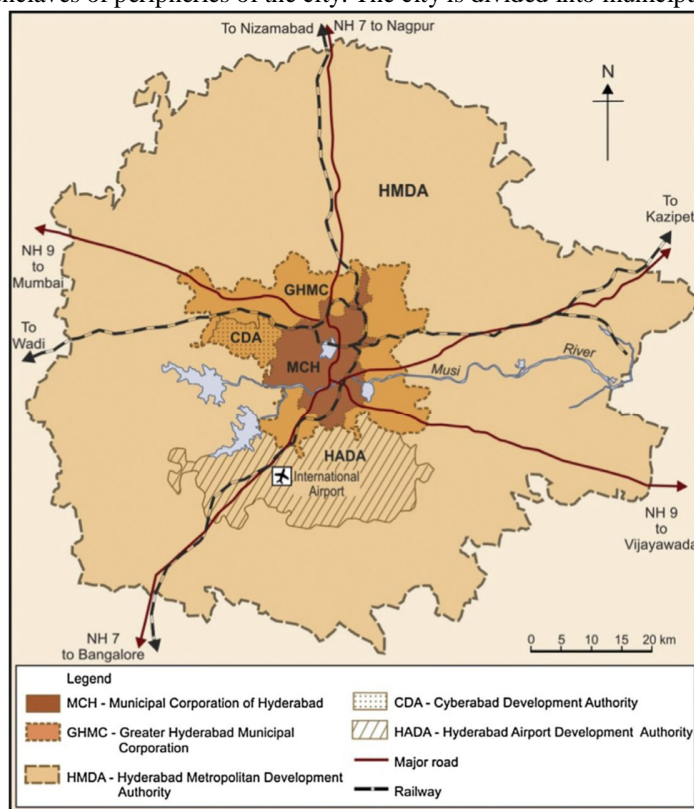 enclaves of peripheries of the city. The city is divided into municipa
To Nizamabad
NH 7 to Nagpur
N
HMDA
To
Kazipet
NH 9
to
Mumbai
GHMC
To
Wadi
CDA
MCH
Musi
River
HADA
International
Airport
NH 9
to
Vijayawada
NH 7
to Bangalore
0 5 10 15 20 km
Legend
MCH - Municipal Corporation of Hyderabad
GHMC - Greater Hyderabad Municipal
Corporation
HMDA - Hyderabad Metropolitan Development
Authority
CDA - Cyberabad Development Authority
HADA - Hyderabad Airport Development Authority
Major road
Railway